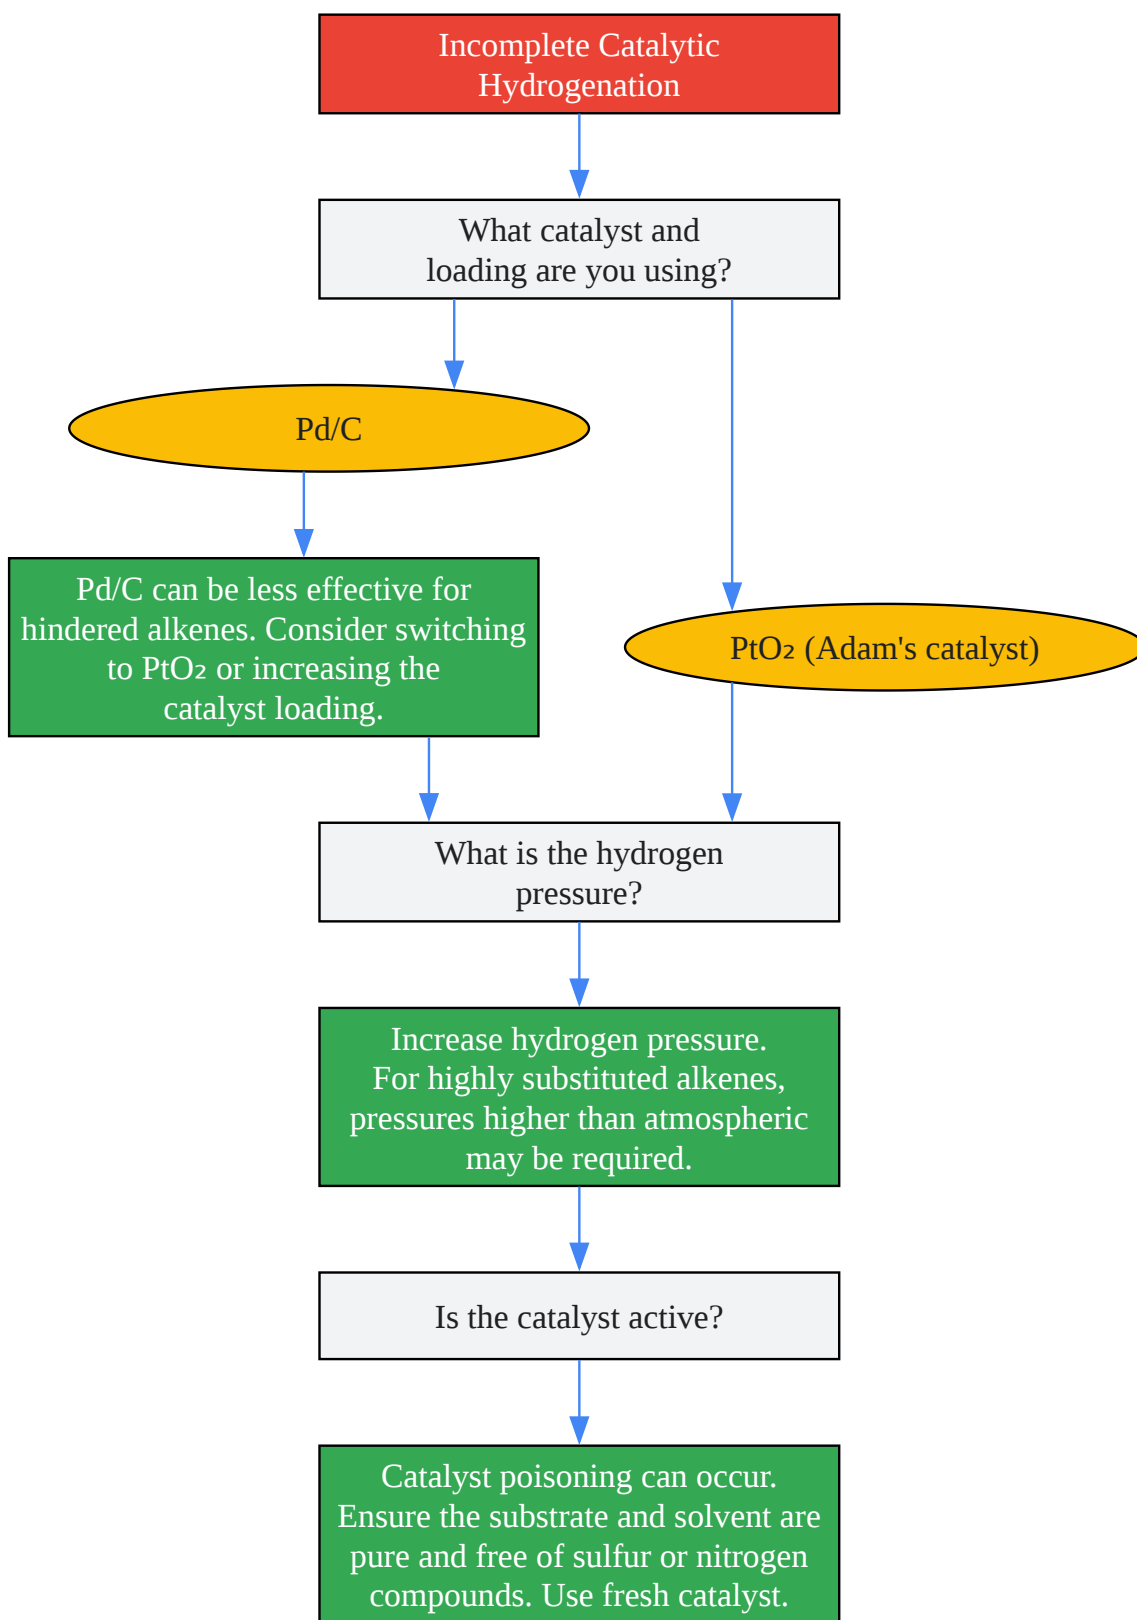 Incomplete Catalytic
Hydrogenation
What catalyst and
loading are you using?
Pd/C
Pd/C can be less effective for
hindered alkenes. Consider switching
to PtO₂ or increasing the
catalyst loading.
PtO₂ (Adam's catalyst)
What is the hydrogen
pressure?
Increase hydrogen pressure.
For highly substituted alkenes,
pressures higher than atmospheric
may be required.
Is the catalyst active?
Catalyst poisoning can occur.
Ensure the substrate and solvent are
pure and free of sulfur or nitrogen
compounds. Use fresh catalyst.